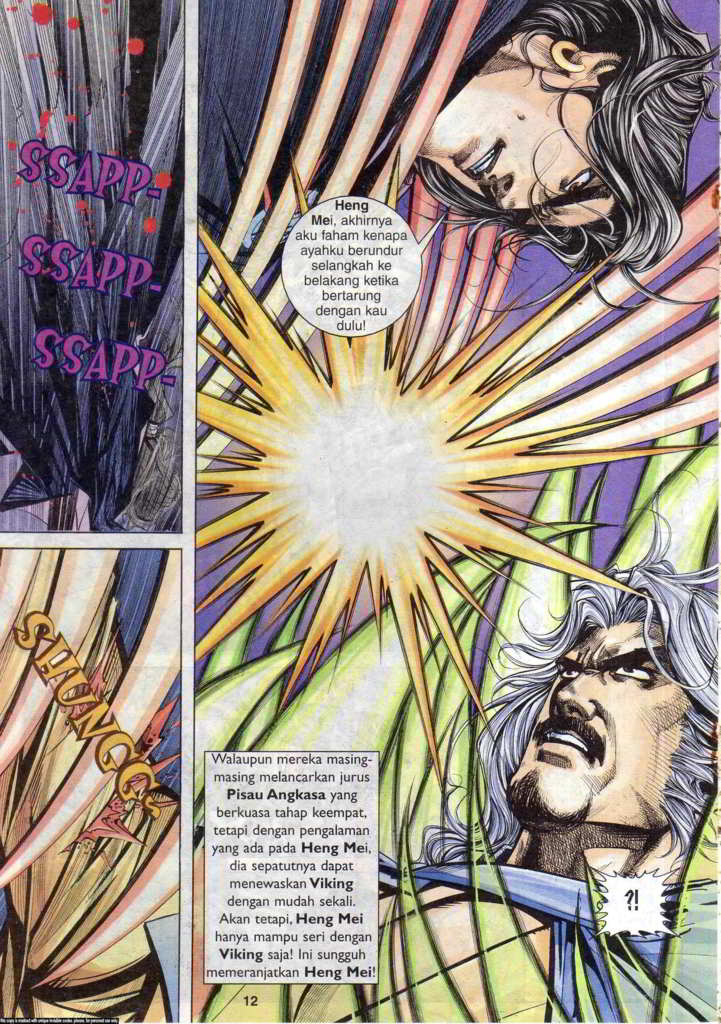 SSAPP-
SSAPP-
SSAPP-
SHUNGGG
Heng
Mei, akhirnya
aku faham kenapa
ayahku berundur
selangkah ke
belakang ketika
bertarung
dengan kau
dulu!
Walaupun mereka masing-
masing melancarkan jurus
Pisau Angkasa yang
berkuasa tahap keempat,
tetapi dengan pengalaman
yang ada pada Heng Mei,
dia sepatutnya dapat
menewaskan Viking
dengan mudah sekali.
Akan tetapi, Heng Mei
hanya mampu seri dengan
Viking saja! Ini sungguh
memeranjatkan Heng Mei!
?!
12